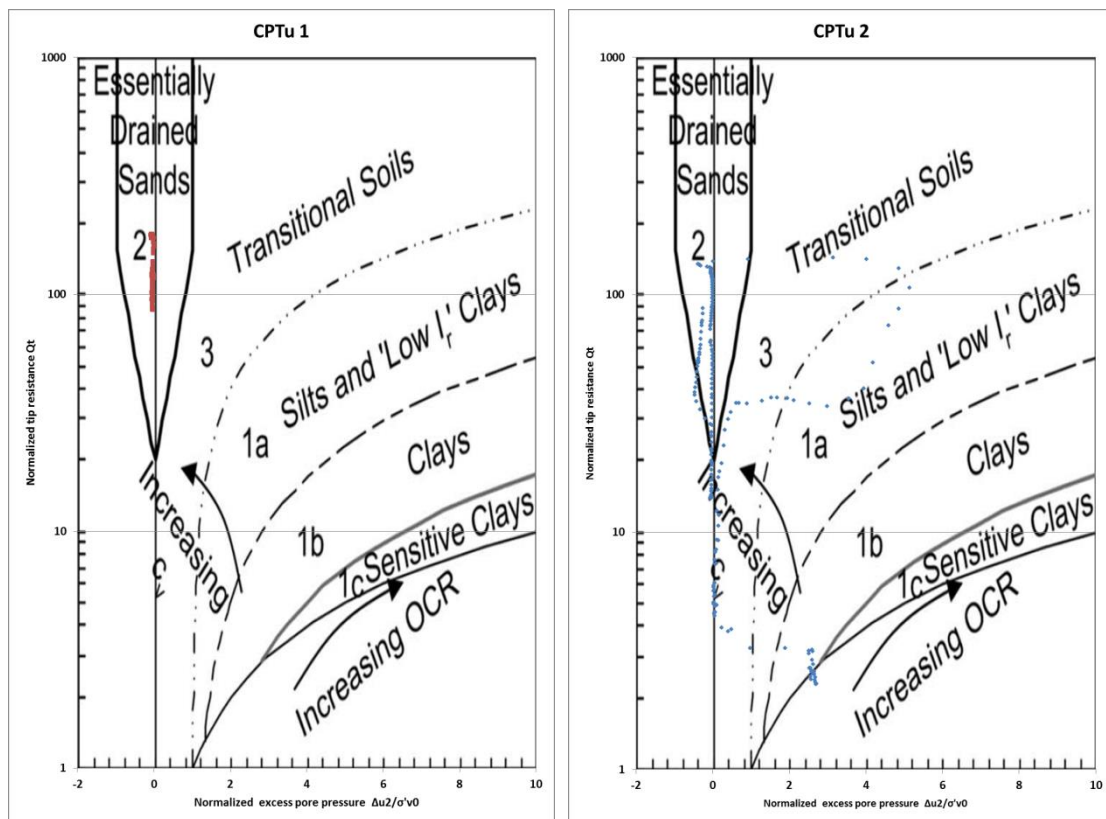 CPTu 1
1000
Essentially
Drained
Sands
2
Transitional Soils
100
3
Silts and 'Low Ir' Clays
1a
Clays
Increasing
cv
10
1b
1c Sensitive Clays
Increasing OCR
1
-2 0 2 4 6 8 10
Normalized tip resistance Qt
Normalized excess pore pressure Δu2/σ'v0
CPTu 2
1000
Essentially
Drained
Sands
2
Transitional Soils
100
3
Silts and 'Low Ir' Clays
1a
Clays
Increasing
cv
10
1b
1c Sensitive Clays
Increasing OCR
1
-2 0 2 4 6 8 10
Normalized tip resistance Qt
Normalized excess pore pressure Δu2/σ'v0